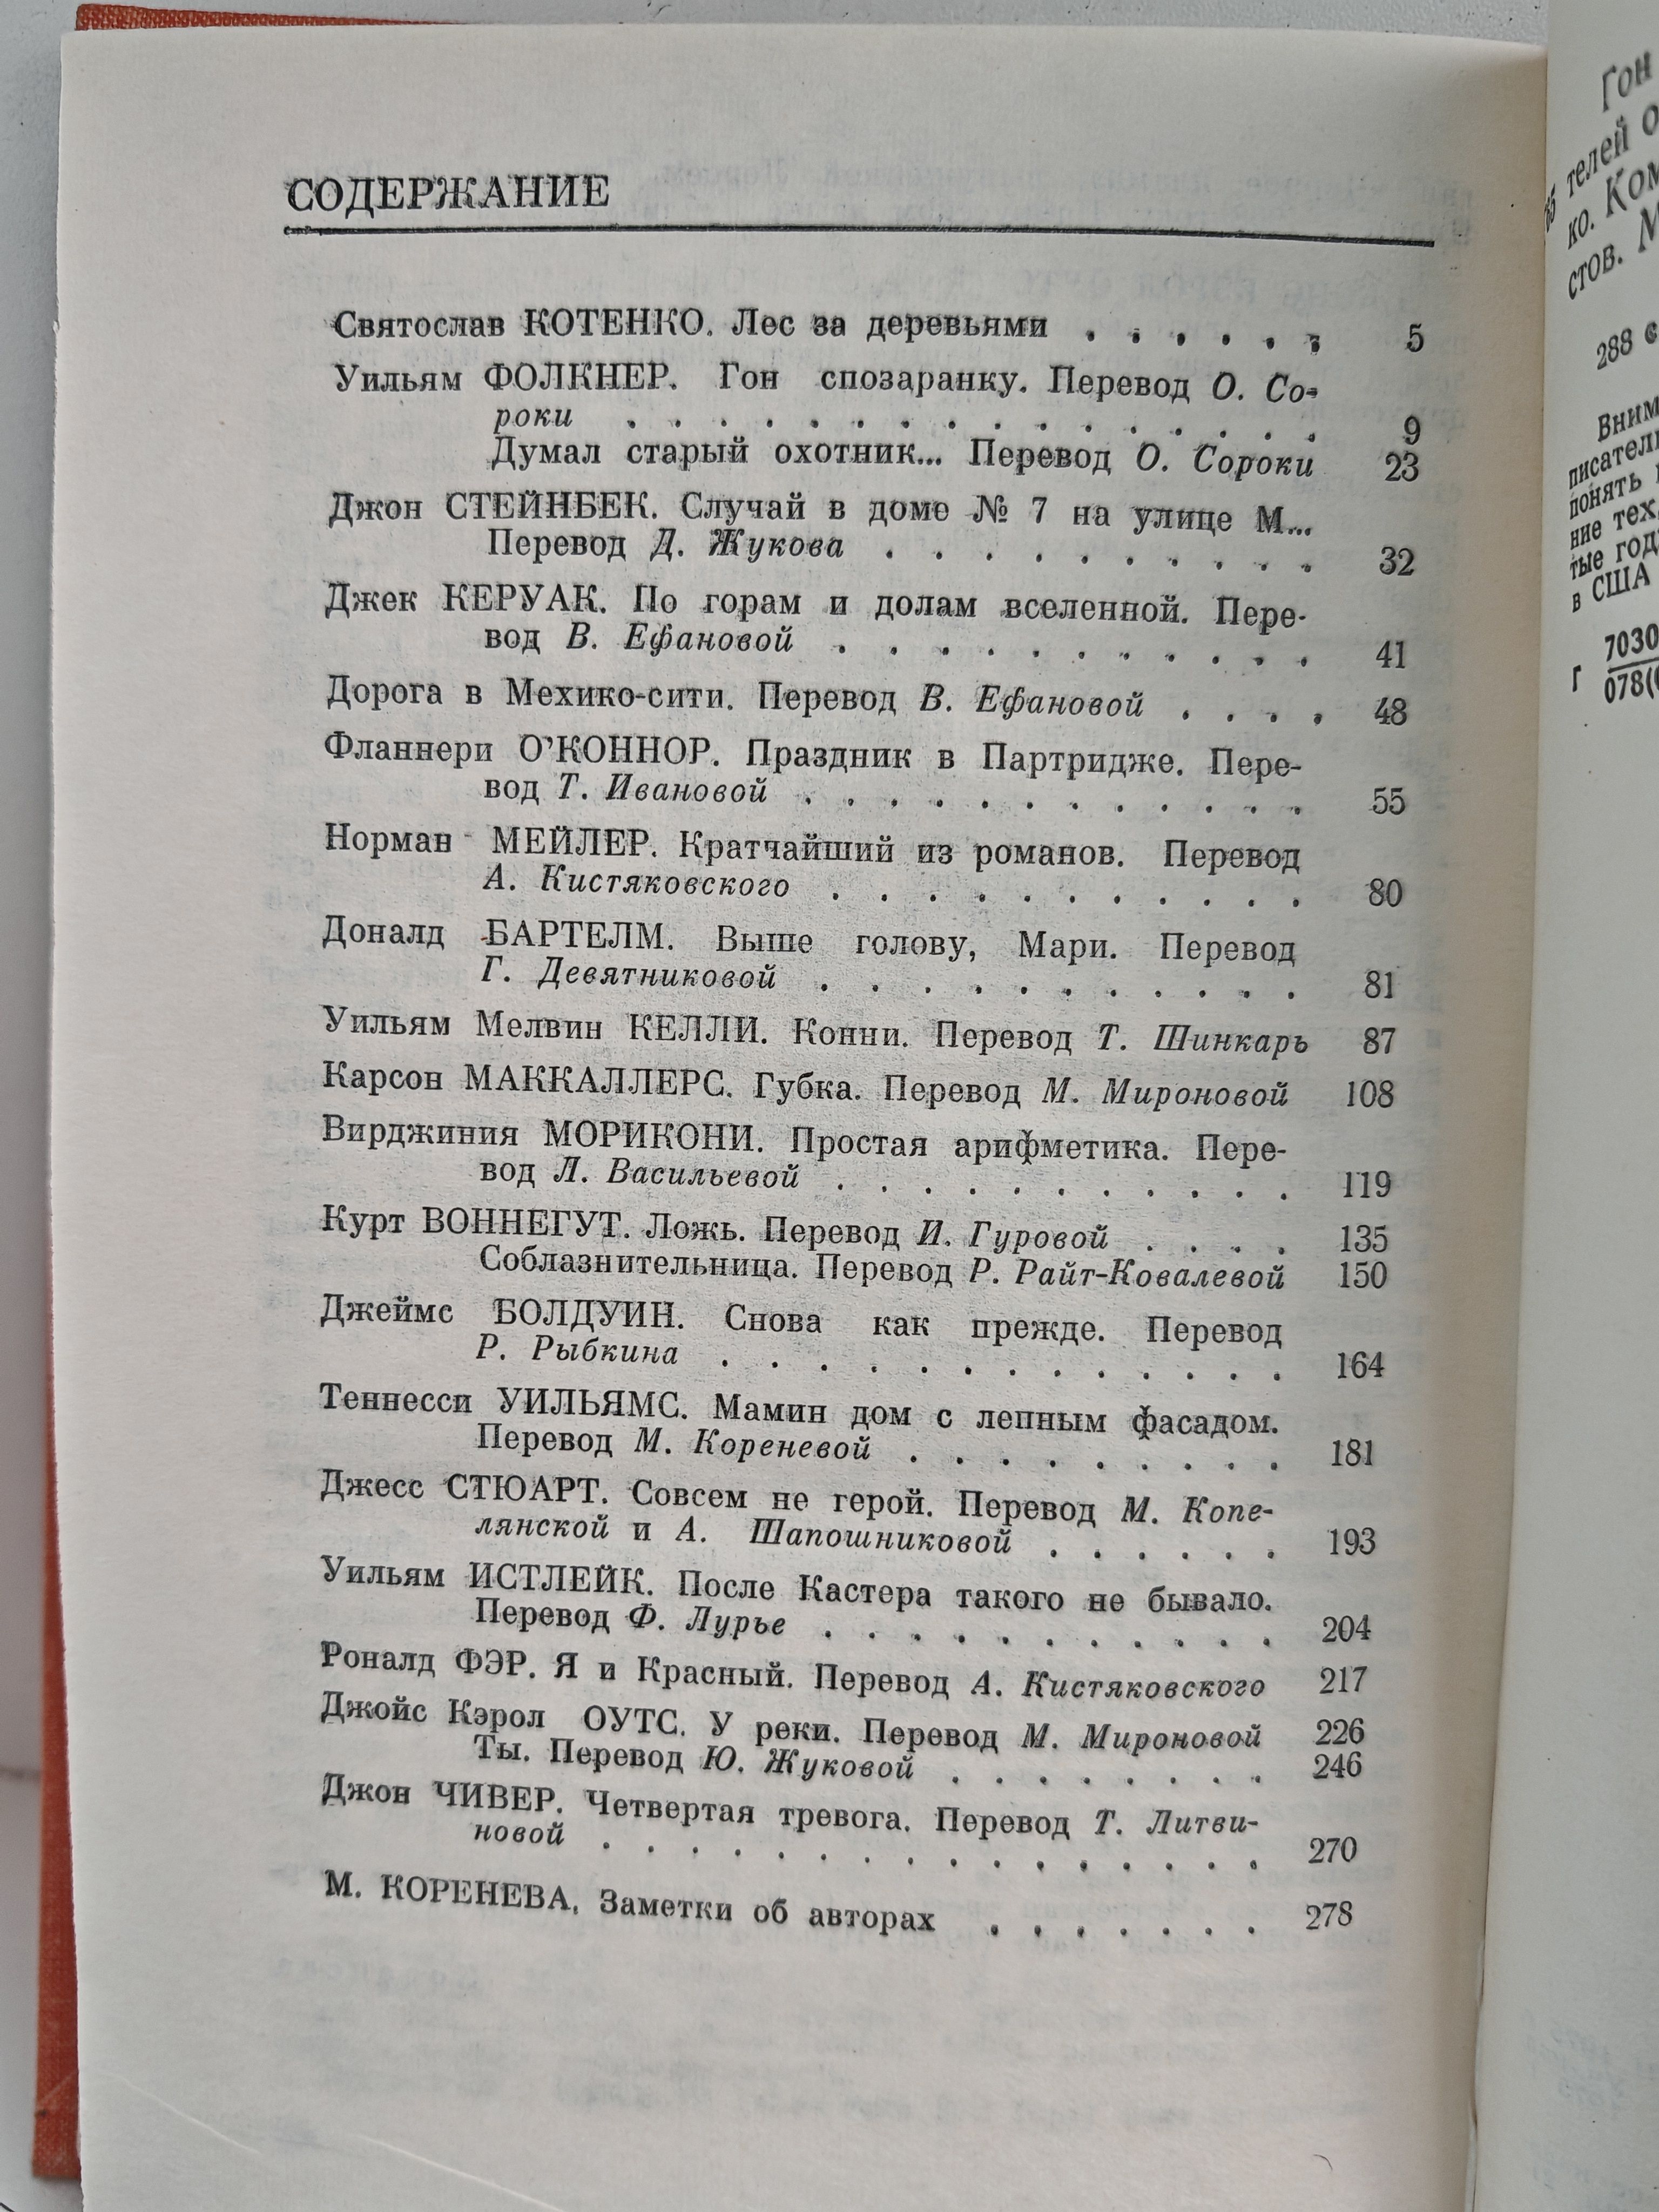 СОДЕРЖАНИЕ
Святослав КОТЕНКО. Лес за деревьями . . . . . . 5
Уильям ФОЛКНЕР. Гон спозаранку. Перевод О. Со-
роки . . . . . . . . . . . . . . . . 9
Думал старый охотник... Перевод О. Сороки 23
Джон СТЕЙНБЕК. Случай в доме № 7 на улице М...
Перевод Д. Жукова . . . . . . . . . . 32
Джек КЕРУАК. По горам и долам вселенной. Пере-
вод В. Ефановой . . . . . . . . . . . 41
Дорога в Мехико-сити. Перевод В. Ефановой . . . . 48
Фланнери О'КОННОР. Праздник в Партридже. Пере-
вод Т. Ивановой . . . . . . . . . . . . 55
Норман МЕЙЛЕР. Кратчайший из романов. Перевод
А. Кистяковского . . . . . . . . . . . 80
Доналд БАРТЕЛМ. Выше голову, Мари. Перевод
Г. Девятниковой . . . . . . . . . . . 81
Уильям Мелвин КЕЛЛИ. Конни. Перевод Т. Шинкарь 87
Карсон МАККАЛЛЕРС. Губка. Перевод М. Мироновой 108
Вирджиния МОРИКОНИ. Простая арифметика. Пере-
вод Л. Васильевой . . . . . . . . . . . 119
Курт ВОННЕГУТ. Ложь. Перевод И. Гуровой . . . . 135
Соблазнительница. Перевод Р. Райт-Ковалевой 150
Джеймс БОЛДУИН. Снова как прежде. Перевод
Р. Рыбкина . . . . . . . . . . . . 164
Теннесси УИЛЬЯМС. Мамин дом с лепным фасадом.
Перевод М. Кореневой . . . . . . . . . 181
Джесс СТЮАРТ. Совсем не герой. Перевод М. Копе-
лянской и А. Шапошниковой . . . . . . 193
Уильям ИСТЛЕЙК. После Кастера такого не бывало.
Перевод Ф. Лурье . . . . . . . . . . . 204
Роналд ФЭР. Я и Красный. Перевод А. Кистяковского 217
Джойс Кэрол ОУТС. У реки. Перевод М. Мироновой 226
Ты. Перевод Ю. Жуковой . . . . . . . . 246
Джон ЧИВЕР. Четвертая тревога. Перевод Т. Литви-
новой . . . . . . . . . . . . . . . . 270
М. КОРЕНЕВА. Заметки об авторах . . . . . . . 278
Гон
телей
ко. Ком
стов. М
288 с
Вним
писател
понять
ние тех,
тые год
в США
7030
Г
078(